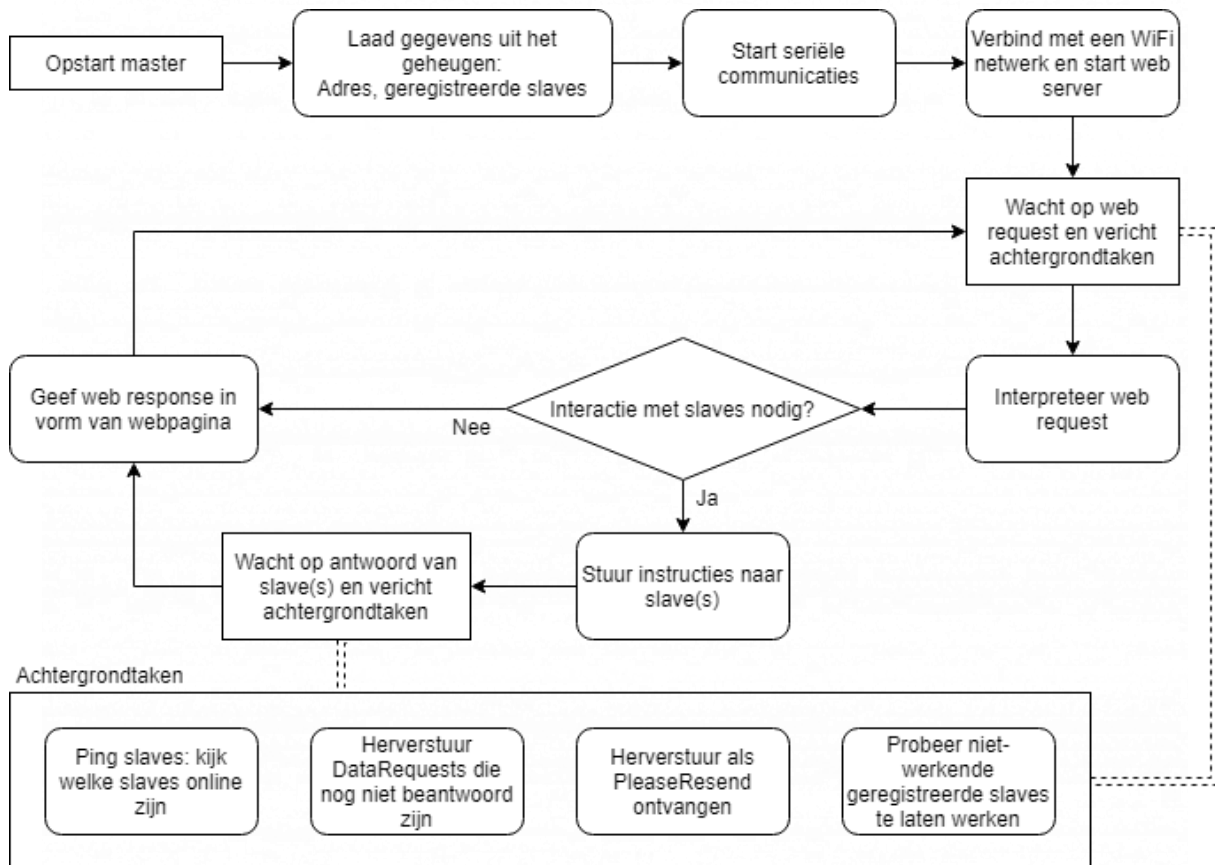 Opstart master
Laad gegevens uit het
geheugen:
Adres, geregistreerde slaves
Start seriële
communicaties
Verbind met een WiFi
netwerk en start web
server
Wacht op web
request en vericht
achtergrondtaken
Interpreteer web
request
Interactie met slaves nodig?
Nee
Ja
Geef web response in
vorm van webpagina
Stuur instructies naar
slave(s)
Wacht op antwoord van
slave(s) en vericht
achtergrondtaken
Achtergrondtaken
Ping slaves: kijk
welke slaves online
zijn
Herverstuur
DataRequests die
nog niet beantwoord
zijn
Herverstuur als
PleaseResend
ontvangen
Probeer niet-
werkende
geregistreerde slaves
te laten werken